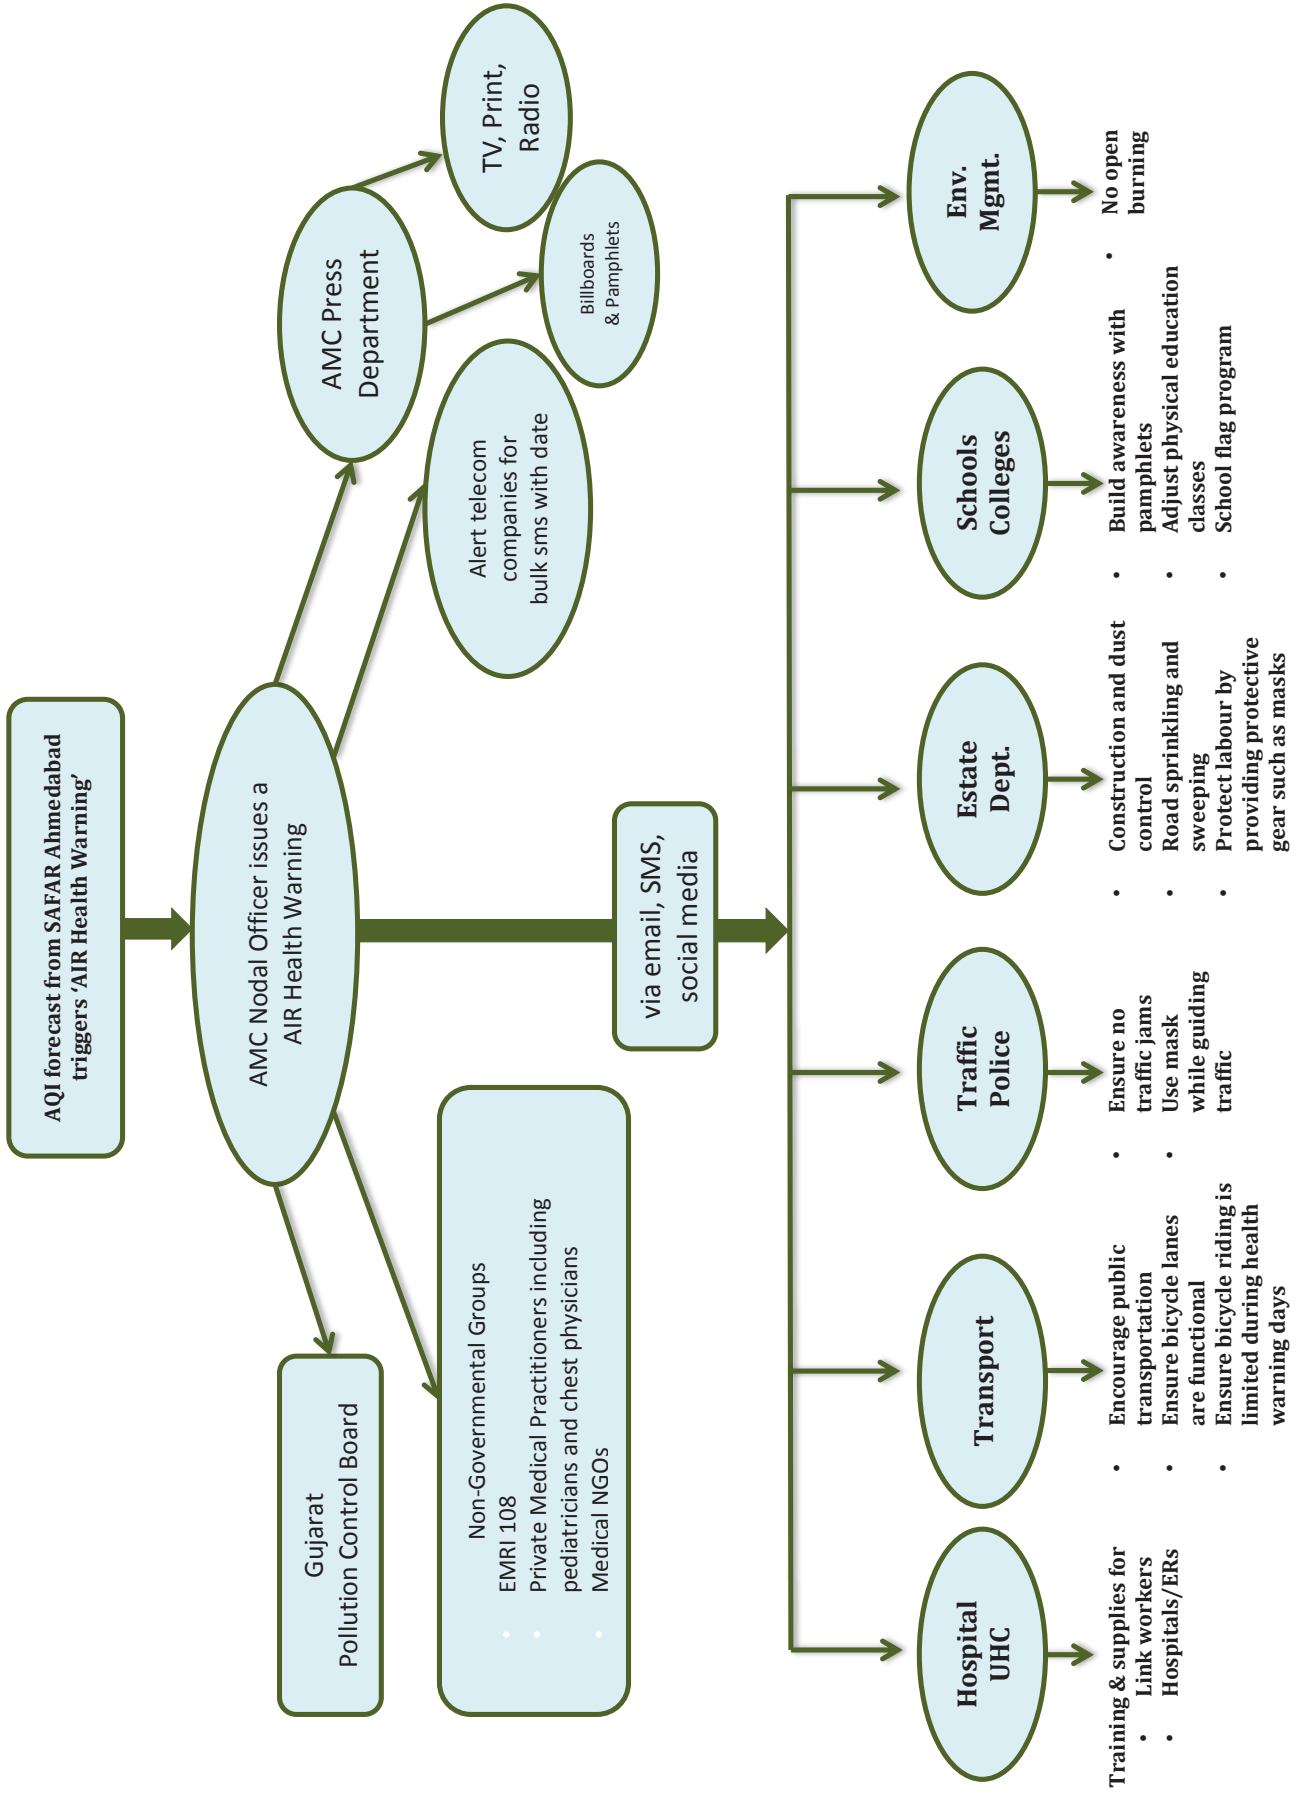 AQI forecast from SAFAR Ahmedabad
triggers ‘AIR Health Warning’
AMC Nodal Officer issues a
AIR Health Warning
Gujarat
Pollution Control Board
Non-Governmental Groups
• EMRI 108
• Private Medical Practitioners including
pediatricians and chest physicians
• Medical NGOs
AMC Press
Department
TV, Print,
Radio
Billboards
& Pamphlets
Alert telecom
companies for
bulk sms with date
via email, SMS,
social media
Hospital
UHC
Training & supplies for
• Link workers
• Hospitals/ERs
Transport
• Encourage public
transportation
• Ensure bicycle lanes
are functional
• Ensure bicycle riding is
limited during health
warning days
Traffic
Police
• Ensure no
traffic jams
• Use mask
while guiding
traffic
Estate
Dept.
• Construction and dust
control
• Road sprinkling and
sweeping
• Protect labour by
providing protective
gear such as masks
Schools
Colleges
• Build awareness with
pamphlets
• Adjust physical education
classes
• School flag program
Env.
Mgmt.
• No open
burning